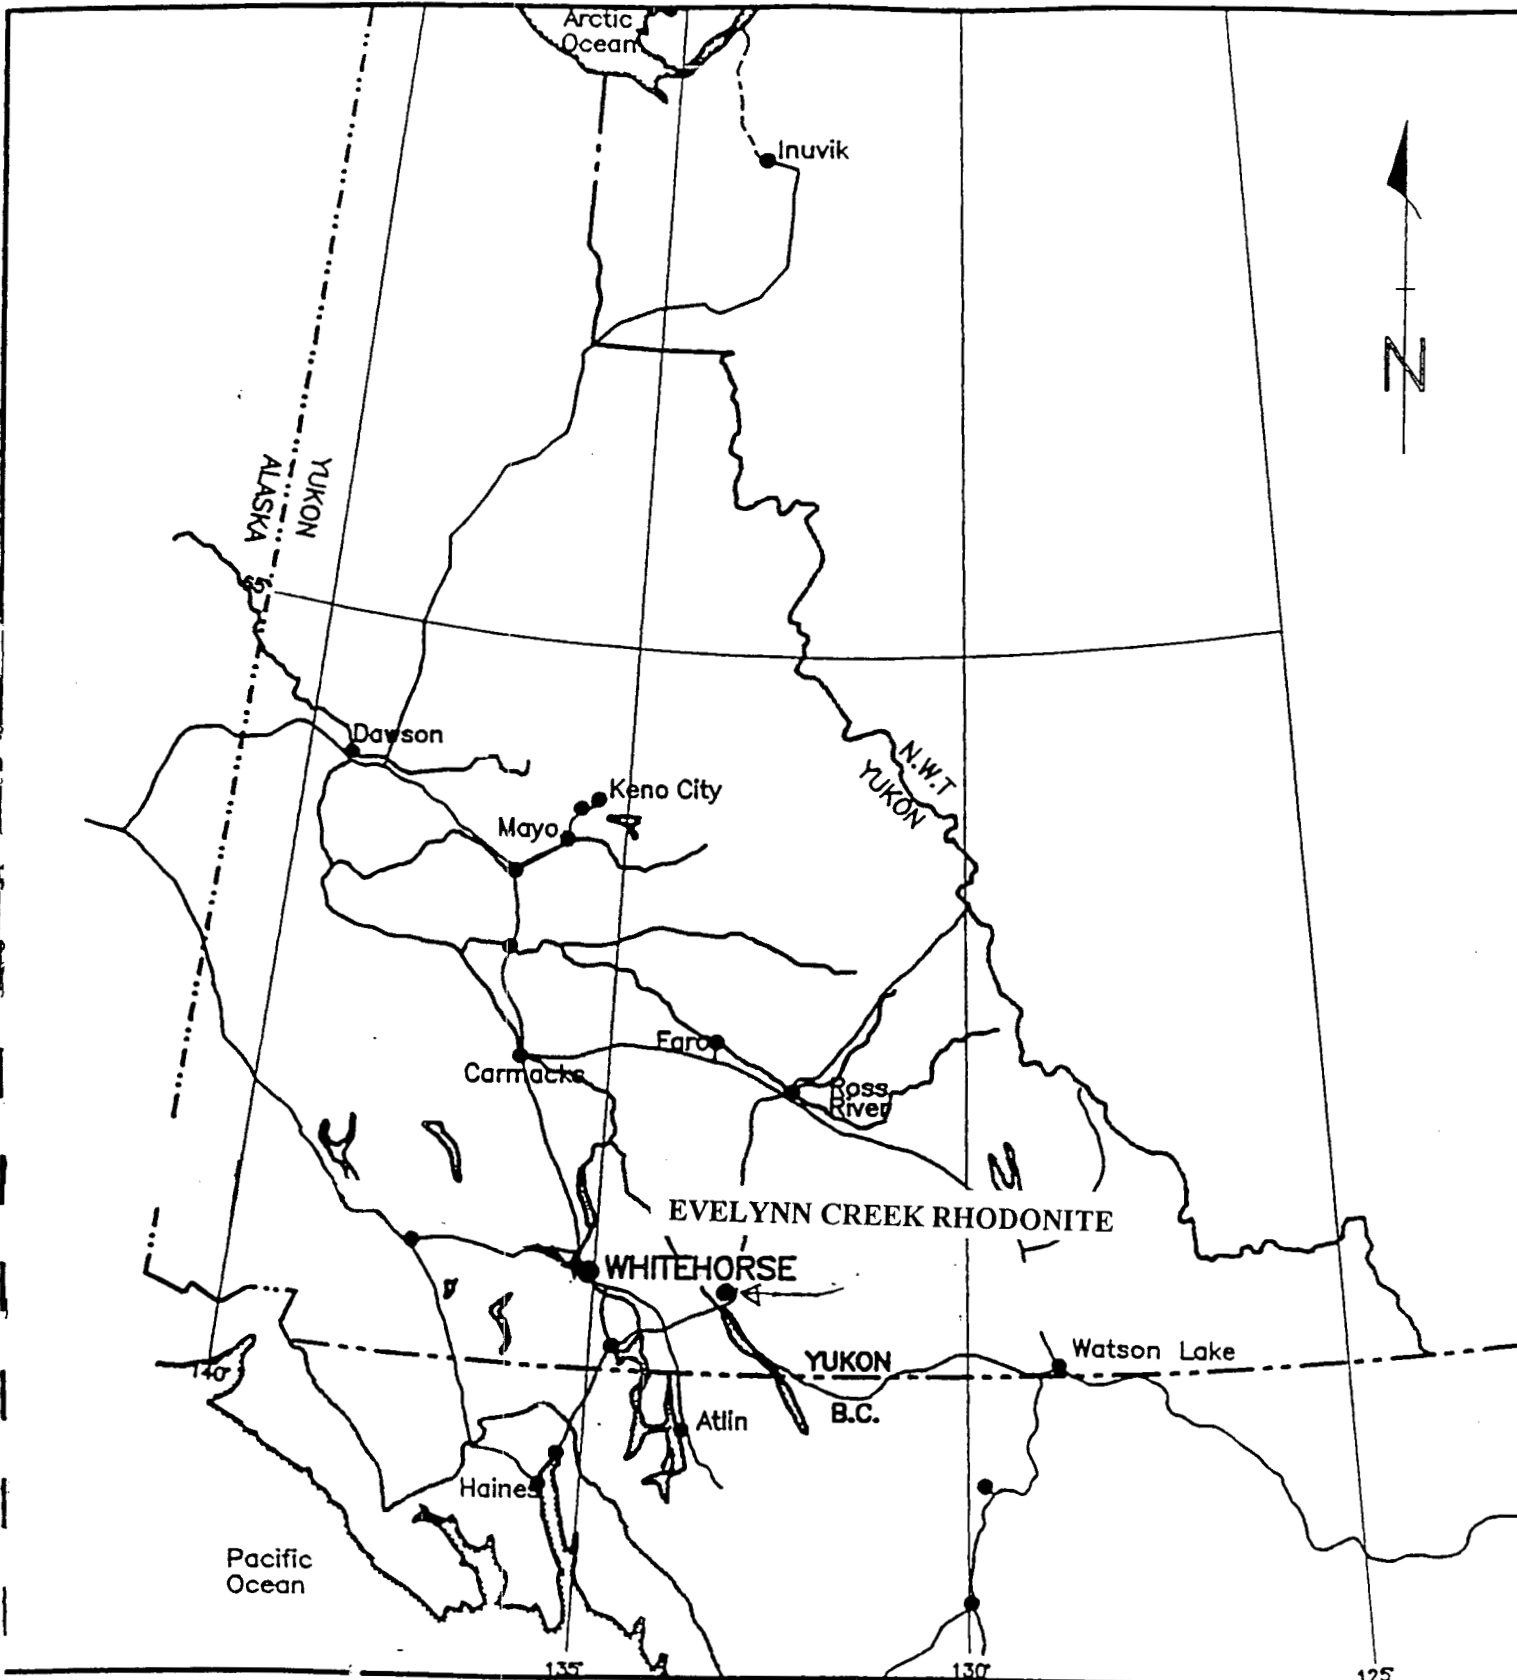 Arctic
Ocean
Inuvik
N
YUKON
ALASKA
65°
Dawson
Keno City
Mayo
N.W.T
YUKON
Faro
Carmacks
Ross
River
EVELYNN CREEK RHODONITE
WHITEHORSE
YUKON
Watson Lake
140°
B.C.
Atlin
Haines
Pacific
Ocean
135°
130°
125°